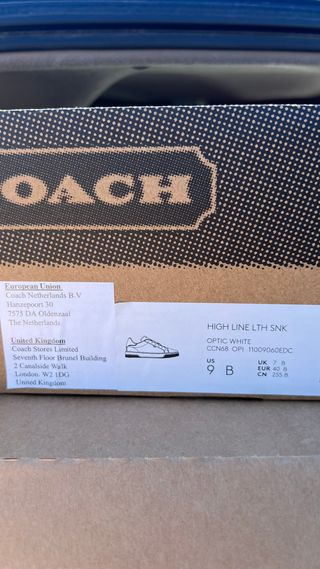 OACH
European Union
Coach Netherlands B.V
Hanzepoort 30
7575 DA Oldenzaal
The Netherlands
United Kingdom
Coach Stores Limited
Seventh Floor Brunel Building
2 Canalside Walk
London. W2 1DG
United Kingdom
HIGH LINE LTH SNK
OPTIC WHITE
CCN68 OPI 11009060EDC
US 9 B
UK 7 B
EUR 40 B
CN 255 B